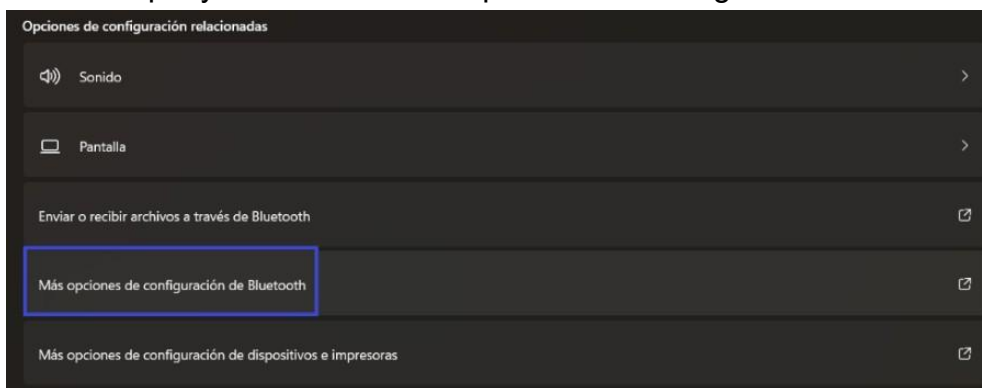 Opciones de configuración relacionadas
Sonido
Pantalla
Enviar o recibir archivos a través de Bluetooth
Más opciones de configuración de Bluetooth
Más opciones de configuración de dispositivos e impresoras